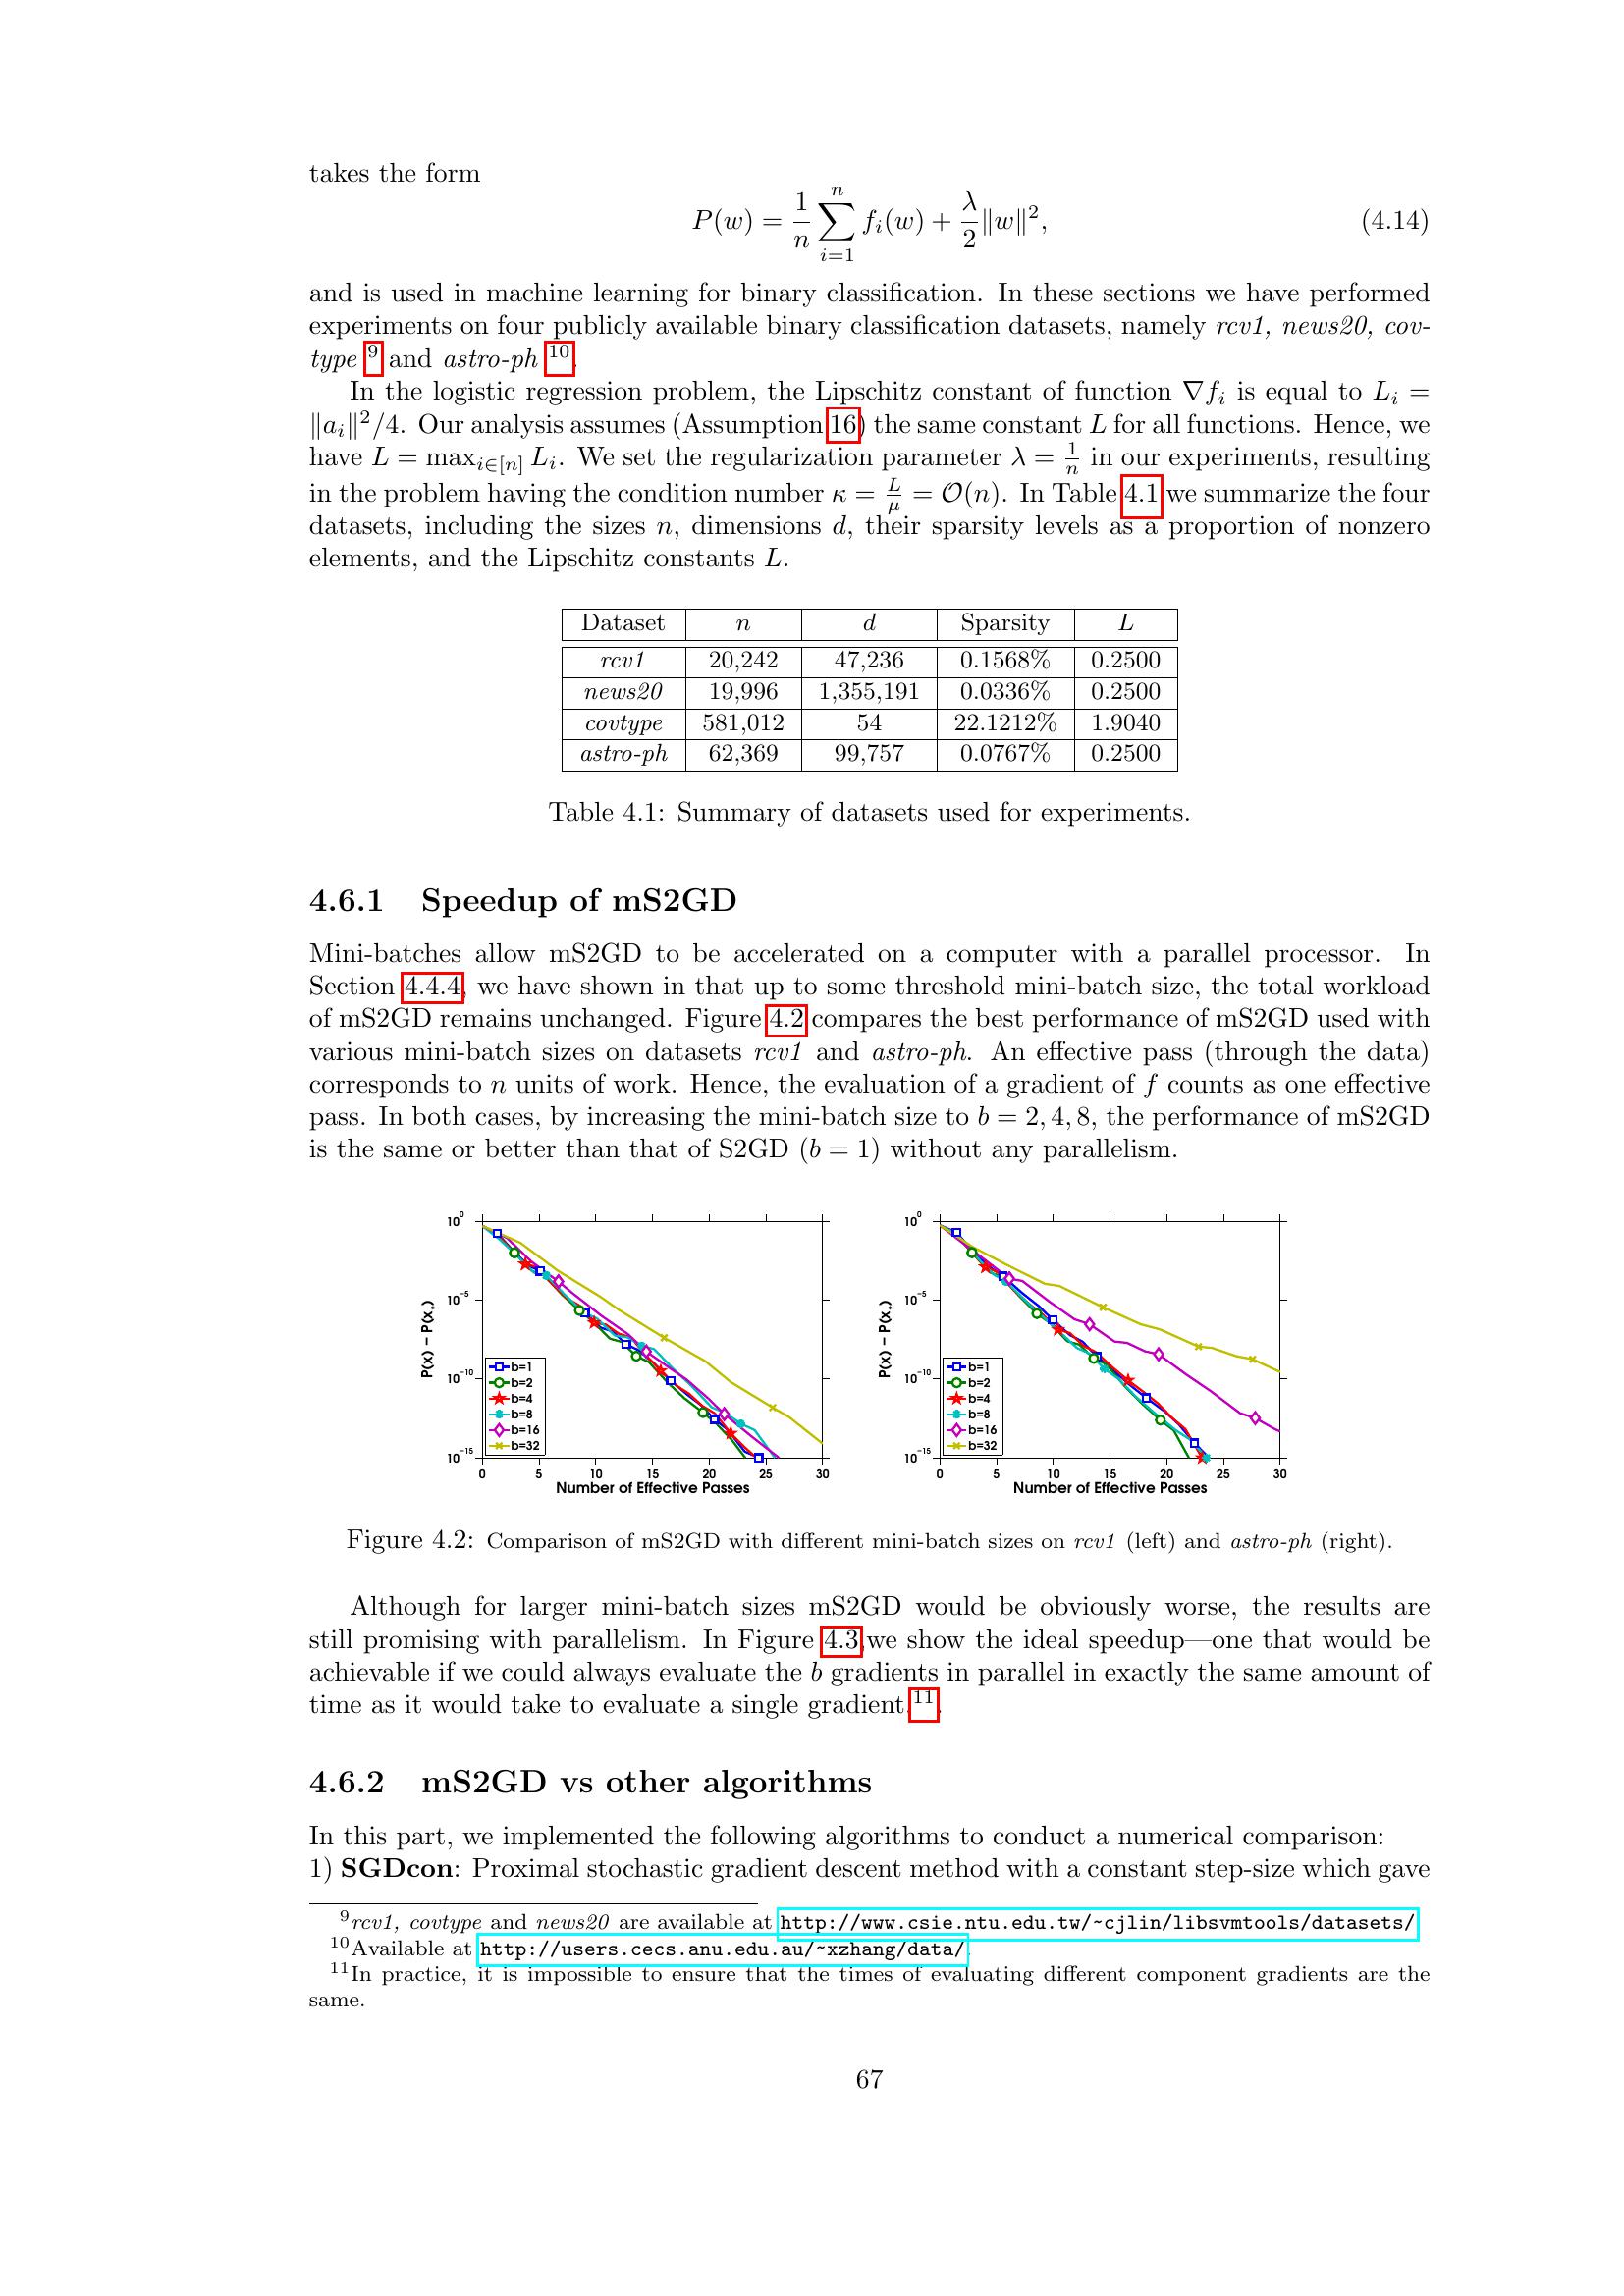 takes the form
P(w) = \frac{1}{n} \sum_{i=1}^{n} f_i(w) + \frac{λ}{2} ‖w‖², (4.14)
and is used in machine learning for binary classification. In these sections we have performed
experiments on four publicly available binary classification datasets, namely rcv1, news20, cov-
type 9 and astro-ph 10.
In the logistic regression problem, the Lipschitz constant of function ∇f_i is equal to L_i =
‖a_i‖²/4. Our analysis assumes (Assumption 16) the same constant L for all functions. Hence, we
have L = max_{i∈[n]} L_i. We set the regularization parameter λ = \frac{1}{n} in our experiments, resulting
in the problem having the condition number κ = \frac{L}{μ} = O(n). In Table 4.1 we summarize the four
datasets, including the sizes n, dimensions d, their sparsity levels as a proportion of nonzero
elements, and the Lipschitz constants L.
Dataset n d Sparsity L
rcv1 20,242 47,236 0.1568% 0.2500
news20 19,996 1,355,191 0.0336% 0.2500
covtype 581,012 54 22.1212% 1.9040
astro-ph 62,369 99,757 0.0767% 0.2500
Table 4.1: Summary of datasets used for experiments.
4.6.1 Speedup of mS2GD
Mini-batches allow mS2GD to be accelerated on a computer with a parallel processor. In
Section 4.4.4, we have shown in that up to some threshold mini-batch size, the total workload
of mS2GD remains unchanged. Figure 4.2 compares the best performance of mS2GD used with
various mini-batch sizes on datasets rcv1 and astro-ph. An effective pass (through the data)
corresponds to n units of work. Hence, the evaluation of a gradient of f counts as one effective
pass. In both cases, by increasing the mini-batch size to b = 2, 4, 8, the performance of mS2GD
is the same or better than that of S2GD (b = 1) without any parallelism.
P(x) − P(x_*)
10^0
10^−5
10^−10
10^−15
b=1
b=2
b=4
b=8
b=16
b=32
0 5 10 15 20 25 30
Number of Effective Passes
P(x) − P(x_*)
10^0
10^−5
10^−10
10^−15
b=1
b=2
b=4
b=8
b=16
b=32
0 5 10 15 20 25 30
Number of Effective Passes
Figure 4.2: Comparison of mS2GD with different mini-batch sizes on rcv1 (left) and astro-ph (right).
Although for larger mini-batch sizes mS2GD would be obviously worse, the results are
still promising with parallelism. In Figure 4.3 we show the ideal speedup—one that would be
achievable if we could always evaluate the b gradients in parallel in exactly the same amount of
time as it would take to evaluate a single gradient.11.
4.6.2 mS2GD vs other algorithms
In this part, we implemented the following algorithms to conduct a numerical comparison:
1) SGDcon: Proximal stochastic gradient descent method with a constant step-size which gave
9 rcv1, covtype and news20 are available at http://www.csie.ntu.edu.tw/~cjlin/libsvmtools/datasets/
10 Available at http://users.cecs.anu.edu.au/~xzhang/data/.
11 In practice, it is impossible to ensure that the times of evaluating different component gradients are the
same.
67